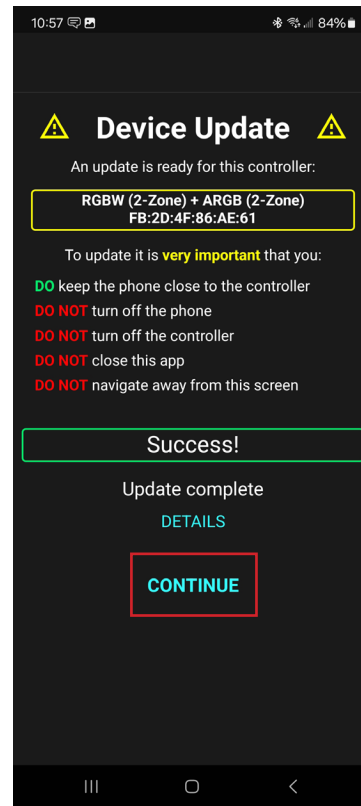 10:57 84%
Device Update
An update is ready for this controller:
RGBW (2-Zone) + ARGB (2-Zone)
FB:2D:4F:86:AE:61
To update it is very important that you:
DO keep the phone close to the controller
DO NOT turn off the phone
DO NOT turn off the controller
DO NOT close this app
DO NOT navigate away from this screen
Success!
Update complete
DETAILS
CONTINUE